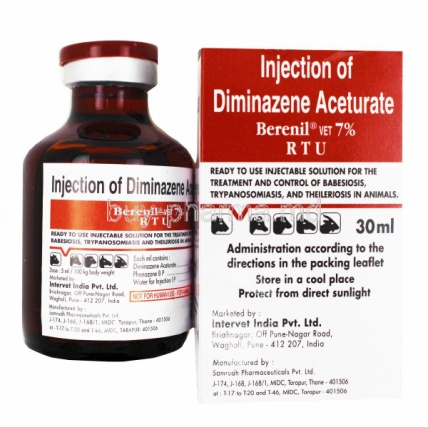 Injection of Diminazene Ace
Berenil®
RTU
READY TO USE INJECTABLE SOLUTION FOR THE TREATMENT AND CONTROL OF
BABESIOSIS, TRYPANOSOMIASIS AND THEILERIOSIS IN ANIMALS.
Dose : 5 ml / 100 kg body weight
Marketed by :
Intervet India Pvt. Ltd.
Briahnagar, Off Pune-Nagar Road,
Wagholi, Pune - 412 207, India
Manufactured by :
Samrudh Pharmaceuticals Pvt. Ltd.
J-174, J-168, J-168/1, MIDC, Tarapur, Thane - 401506
at : T-17 to T-20 and T-46, MIDC, TARAPUR. 401506
Each ml contains :
Diminazene Aceturate
Phenazone B.P.
Water for Injection I.P.
NOT FOR HUMAN USE - FOR
Injection of
Diminazene Aceturate
Berenil® VET 7%
RTU
READY TO USE INJECTABLE SOLUTION FOR THE
TREATMENT AND CONTROL OF BABESIOSIS,
TRYPANOSOMIASIS, AND THEILERIOSIS IN ANIMALS.
30ml
Administration according to the
directions in the packing leaflet
Store in a cool place
Protect from direct sunlight
Marketed by :
Intervet India Pvt. Ltd.
Briahnagar, Off Pune-Nagar Road,
Wagholi, Pune - 412 207, India
Manufactured by :
Samrudh Pharmaceuticals Pvt. Ltd.
J-174, J-168, J-168/1, MIDC, Tarapur, Thane - 401506
at : T-17 to T-20 and T-46, MIDC, Tarapur - 401506